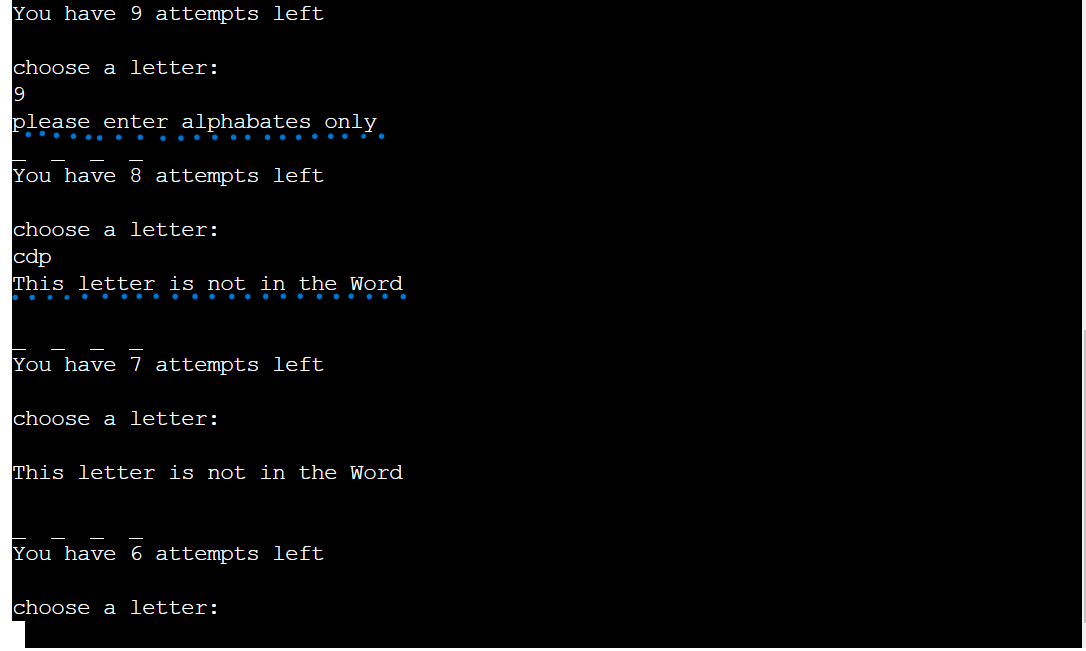 You have 9 attempts left
choose a letter:
9
please enter alphabates only
_ _ _ _
You have 8 attempts left
choose a letter:
cdp
This letter is not in the Word
_ _ _ _
You have 7 attempts left
choose a letter:
This letter is not in the Word
_ _ _ _
You have 6 attempts left
choose a letter: